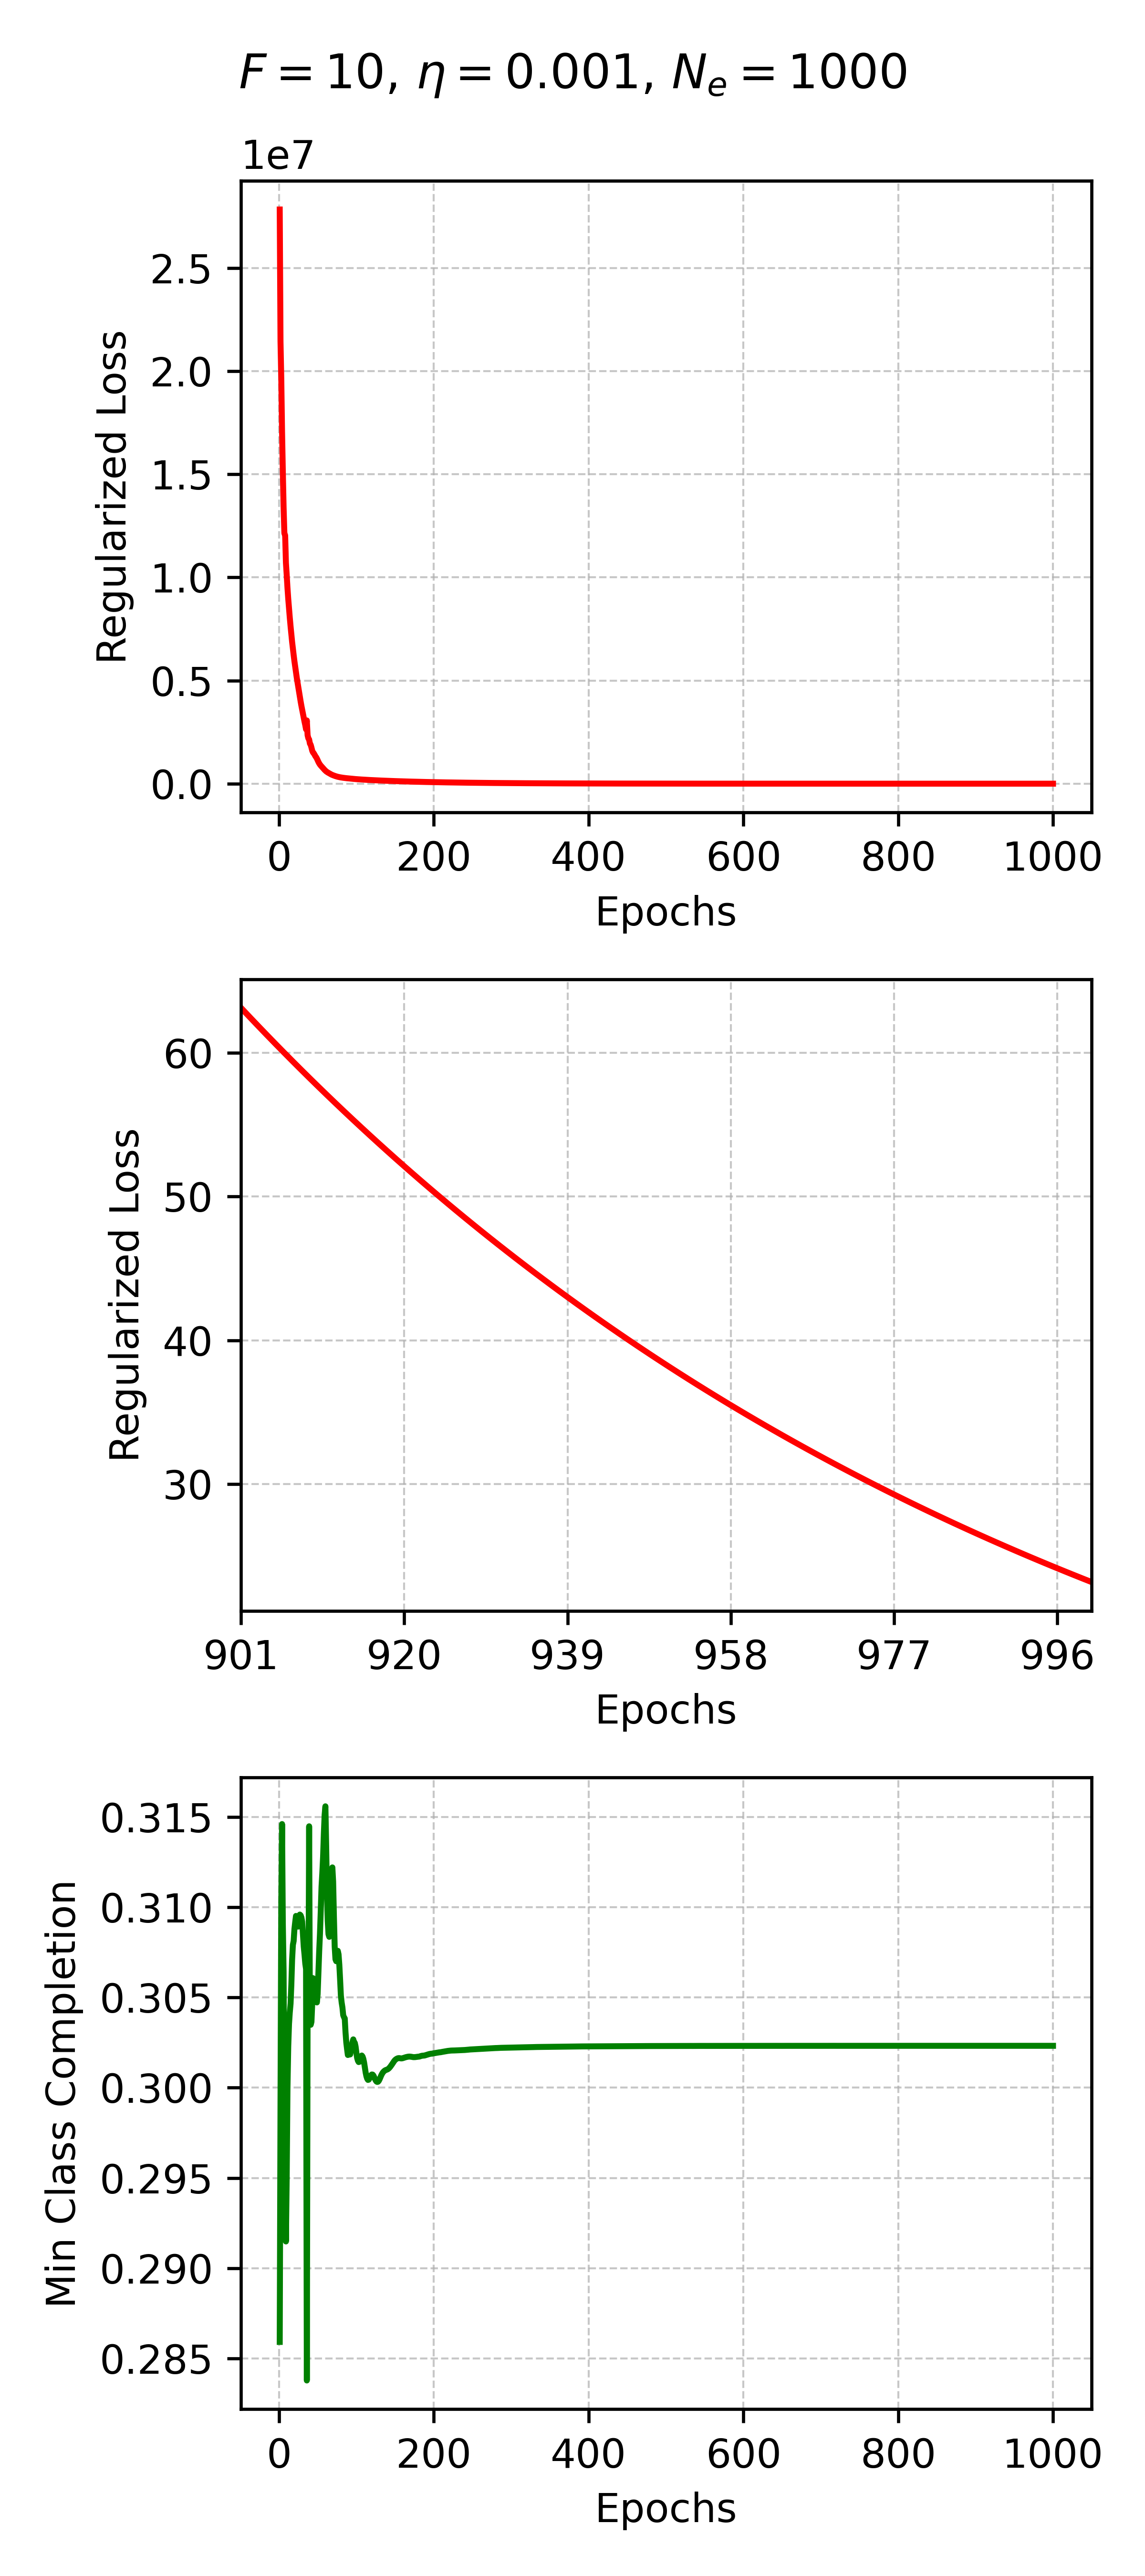 F = 10, η = 0.001, Nₑ = 1000
1e7
2.5
2.0
1.5
1.0
0.5
0.0
Regularized Loss
0 200 400 600 800 1000
Epochs
60
50
40
30
Regularized Loss
901 920 939 958 977 996
Epochs
0.315
0.310
0.305
0.300
0.295
0.290
0.285
Min Class Completion
0 200 400 600 800 1000
Epochs